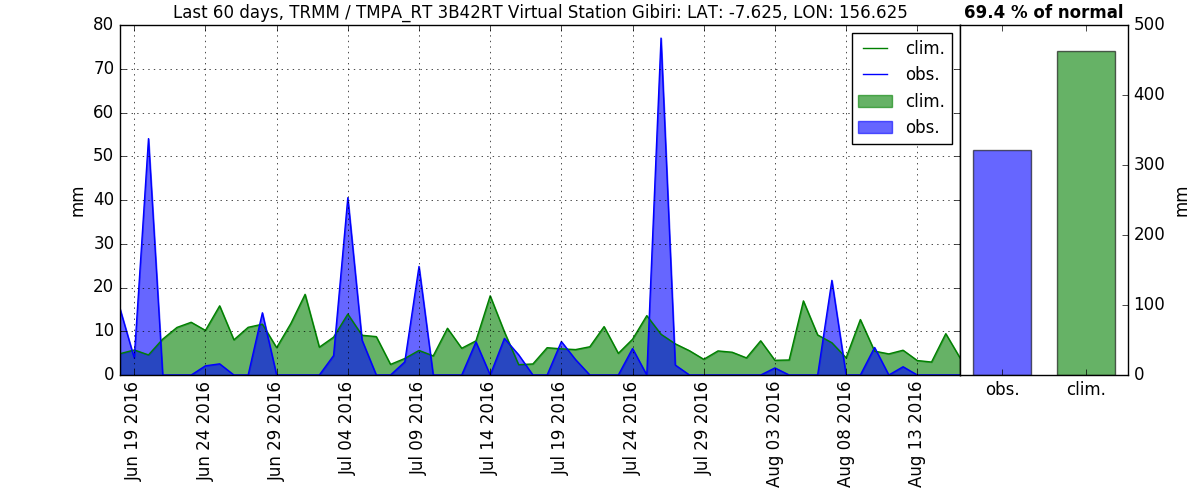 Last 60 days, TRMM / TMPA_RT 3B42RT Virtual Station Gibiri: LAT: -7.625, LON: 156.625
69.4 % of normal
80
70
60
50
40
30
20
10
0
mm
clim.
obs.
clim.
obs.
500
400
300
200
100
0
mm
Jun 19 2016
Jun 24 2016
Jun 29 2016
Jul 04 2016
Jul 09 2016
Jul 14 2016
Jul 19 2016
Jul 24 2016
Jul 29 2016
Aug 03 2016
Aug 08 2016
Aug 13 2016
obs.
clim.